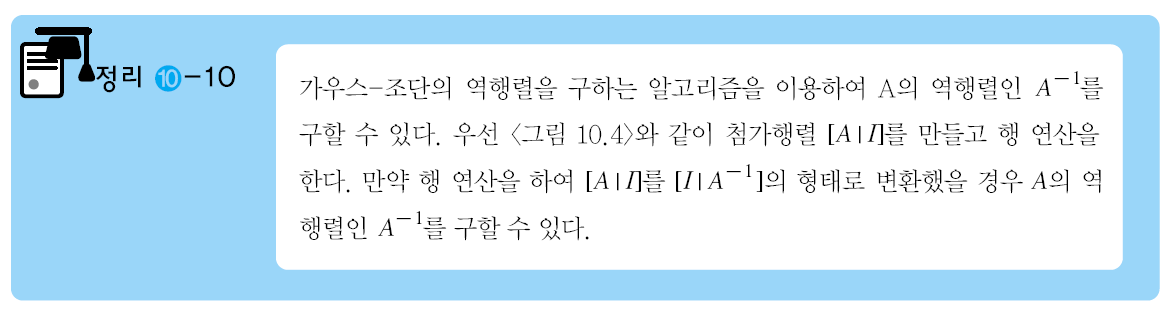 정리 10-10
가우스-조단의 역행렬을 구하는 알고리즘을 이용하여 A의 역행렬인 A⁻¹를
구할 수 있다. 우선 〈그림 10.4〉와 같이 첨가행렬 [A|I]를 만들고 행 연산을
한다. 만약 행 연산을 하여 [A|I]를 [I|A⁻¹]의 형태로 변환했을 경우 A의 역
행렬인 A⁻¹를 구할 수 있다.